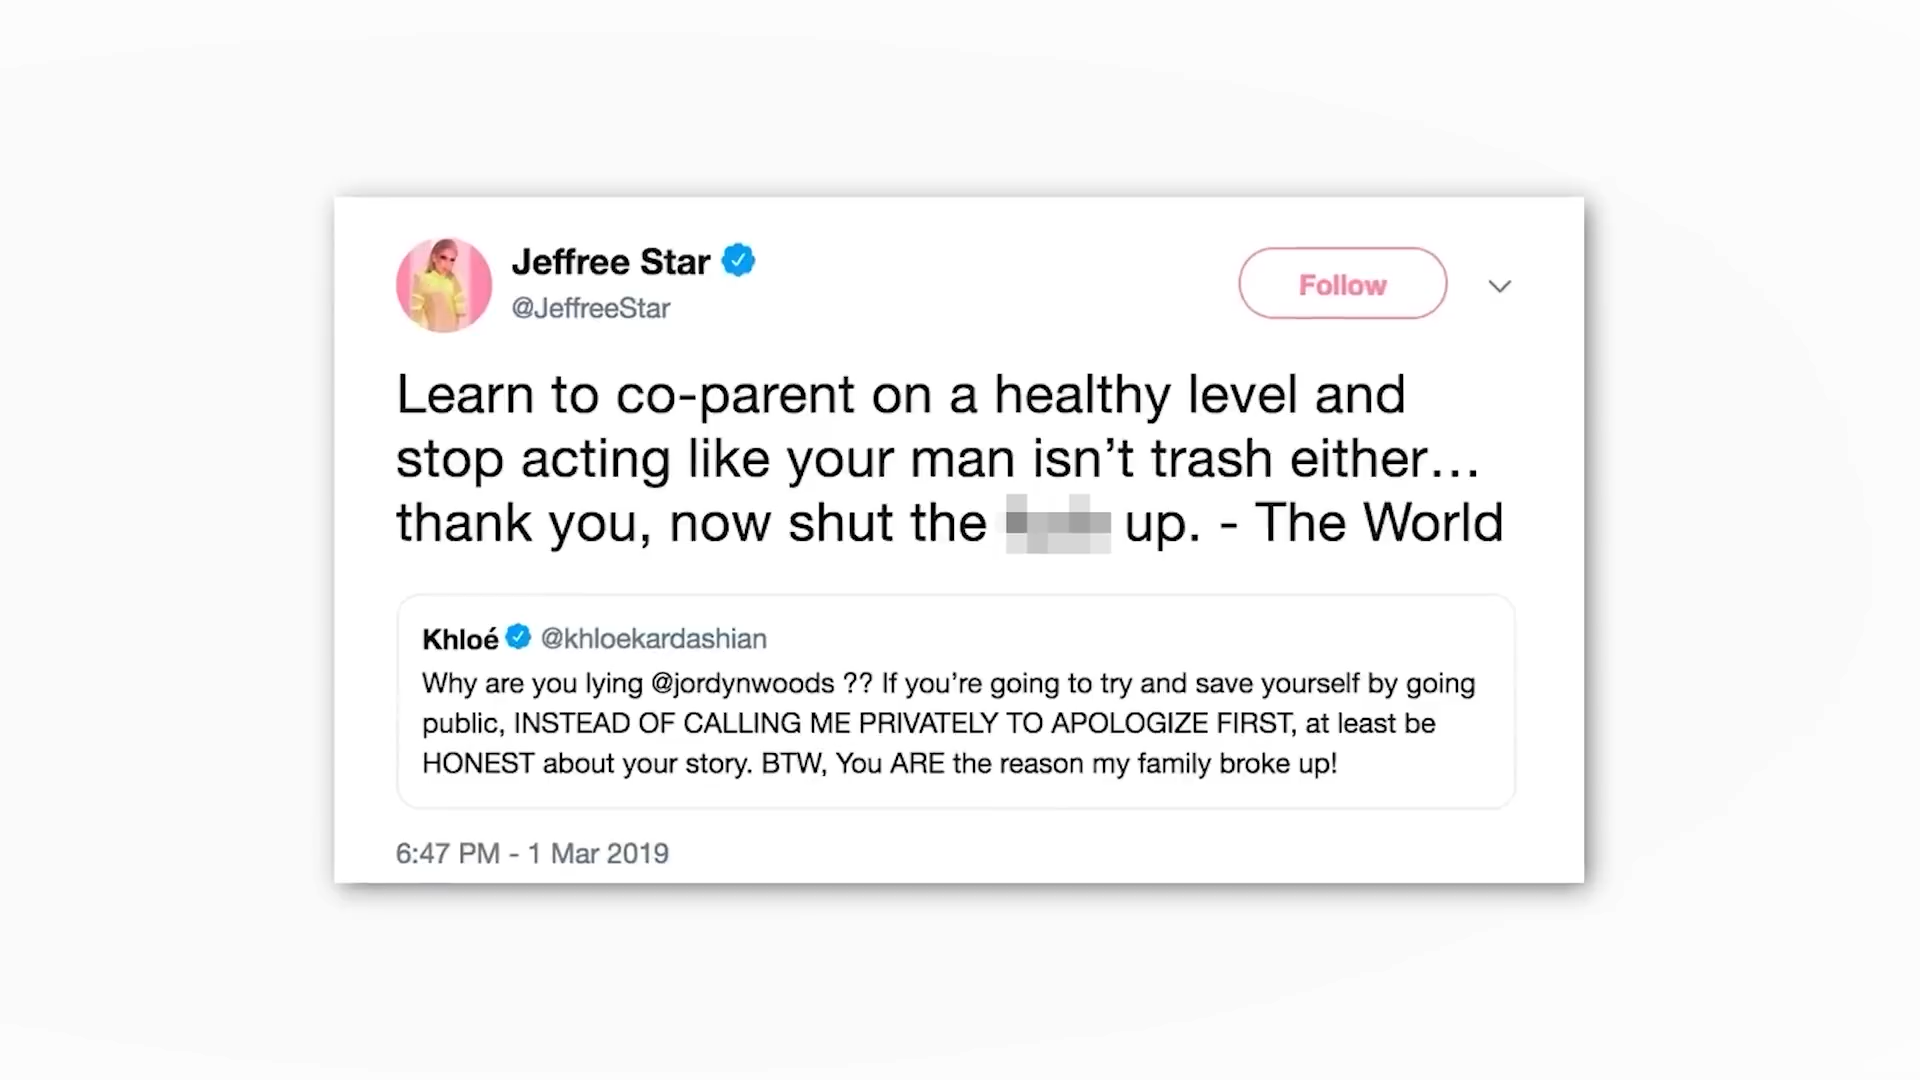 Jeffree Star
@JeffreeStar
Follow
Learn to co-parent on a healthy level and
stop acting like your man isn’t trash either…
thank you, now shut the up. - The World
Khloé @khloekardashian
Why are you lying @jordynwoods ?? If you’re going to try and save yourself by going
public, INSTEAD OF CALLING ME PRIVATELY TO APOLOGIZE FIRST, at least be
HONEST about your story. BTW, You ARE the reason my family broke up!
6:47 PM - 1 Mar 2019